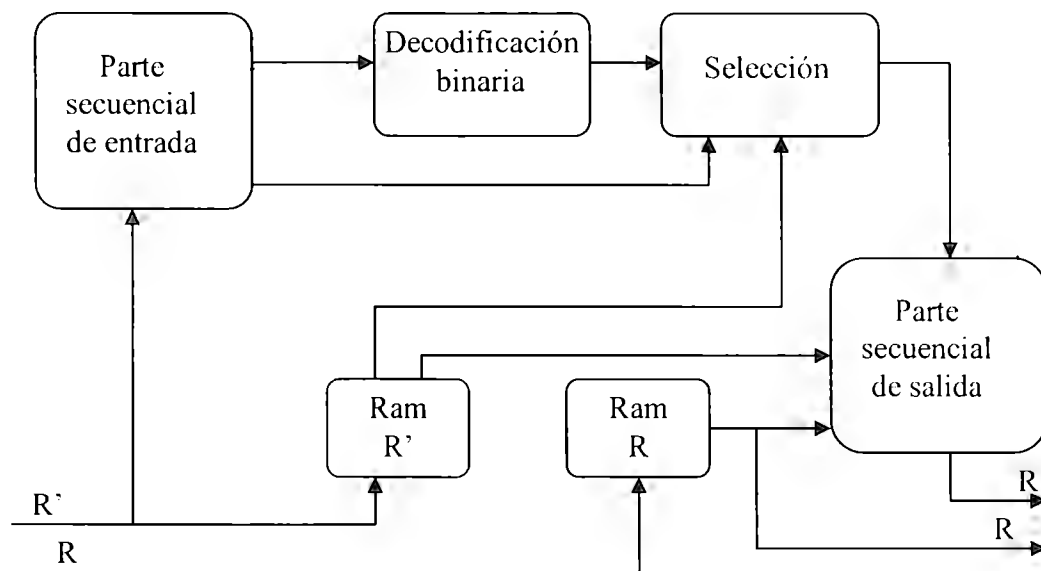 Parte
secuencial
de entrada
Decodificación
binaria
Selección
Parte
secuencial
de salida
Ram
R'
Ram
R
R'
R
R
R